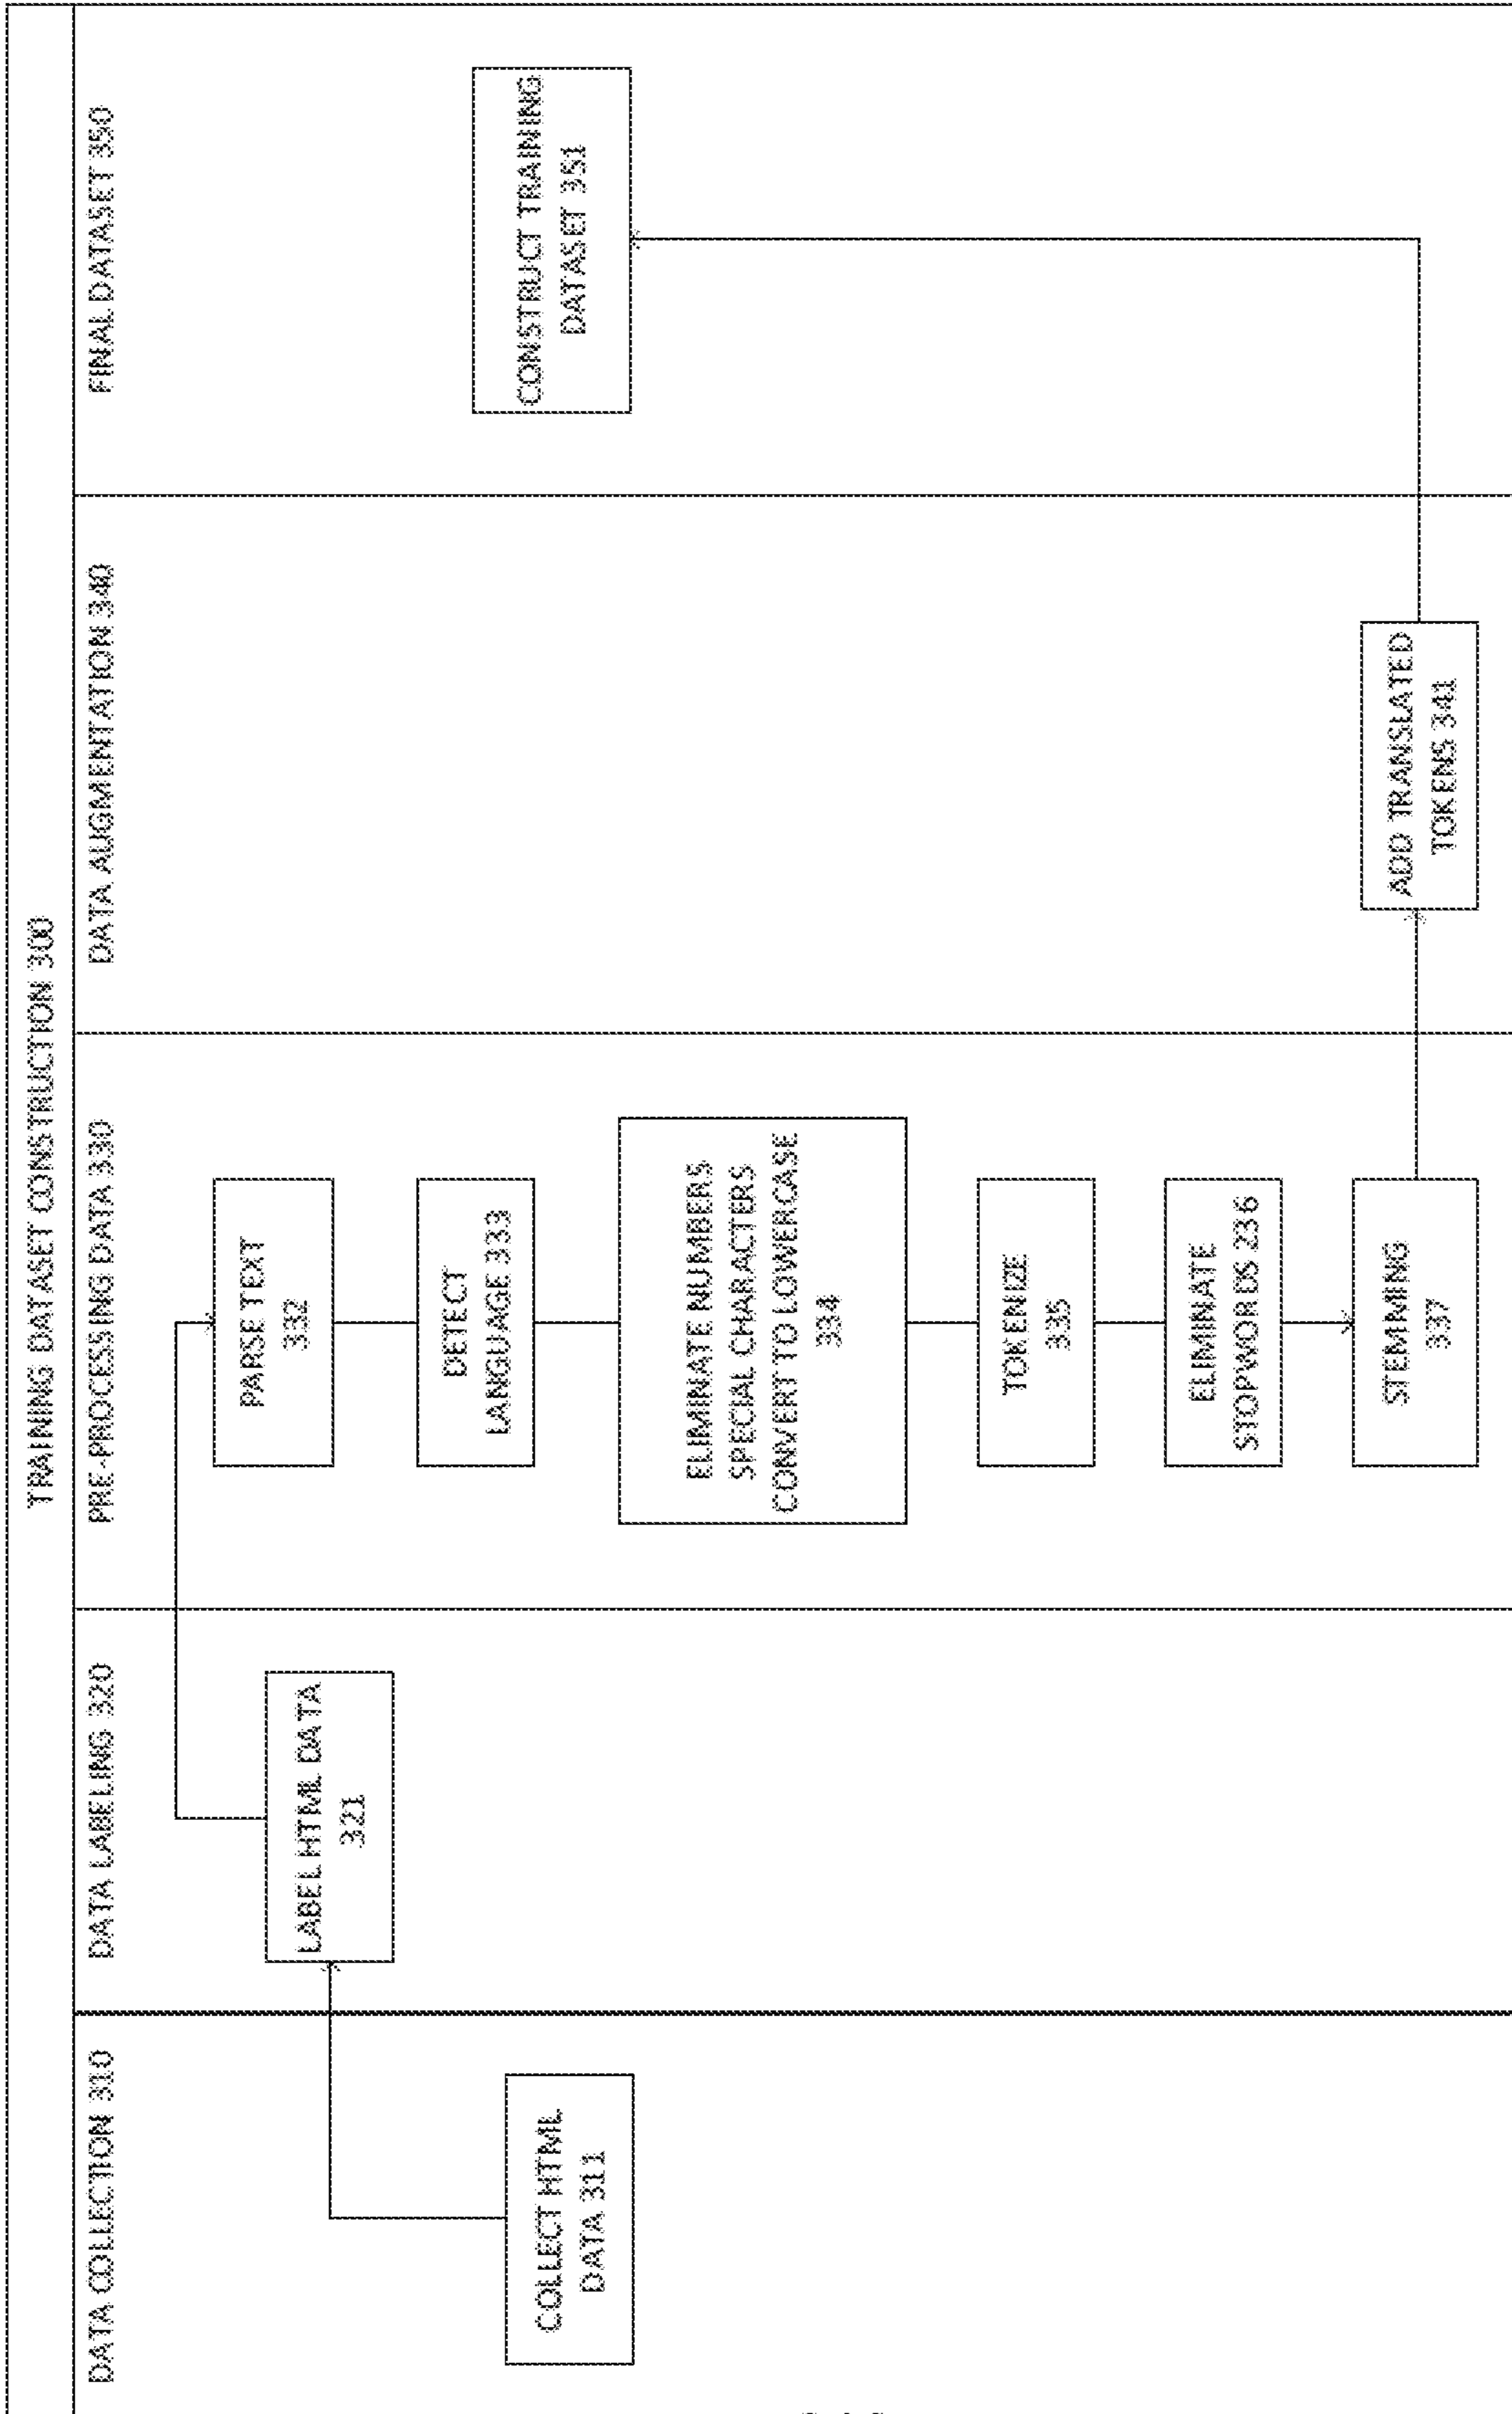 TRAINING DATASET CONSTRUCTION 300
DATA COLLECTION 310
COLLECT HTML
DATA 311
DATA LABELING 320
LABEL HTML DATA
321
PRE-PROCESSING DATA 330
PARSE TEXT
332
DETECT
LANGUAGE 333
ELIMINATE NUMBERS
SPECIAL CHARACTERS
CONVERT TO LOWERCASE
334
TOKENIZE
335
ELIMINATE
STOPWORDS 236
STEMMING
337
DATA AUGMENTATION 340
ADD TRANSLATED
TOKENS 341
FINAL DATASET 350
CONSTRUCT TRAINING
DATASET 351